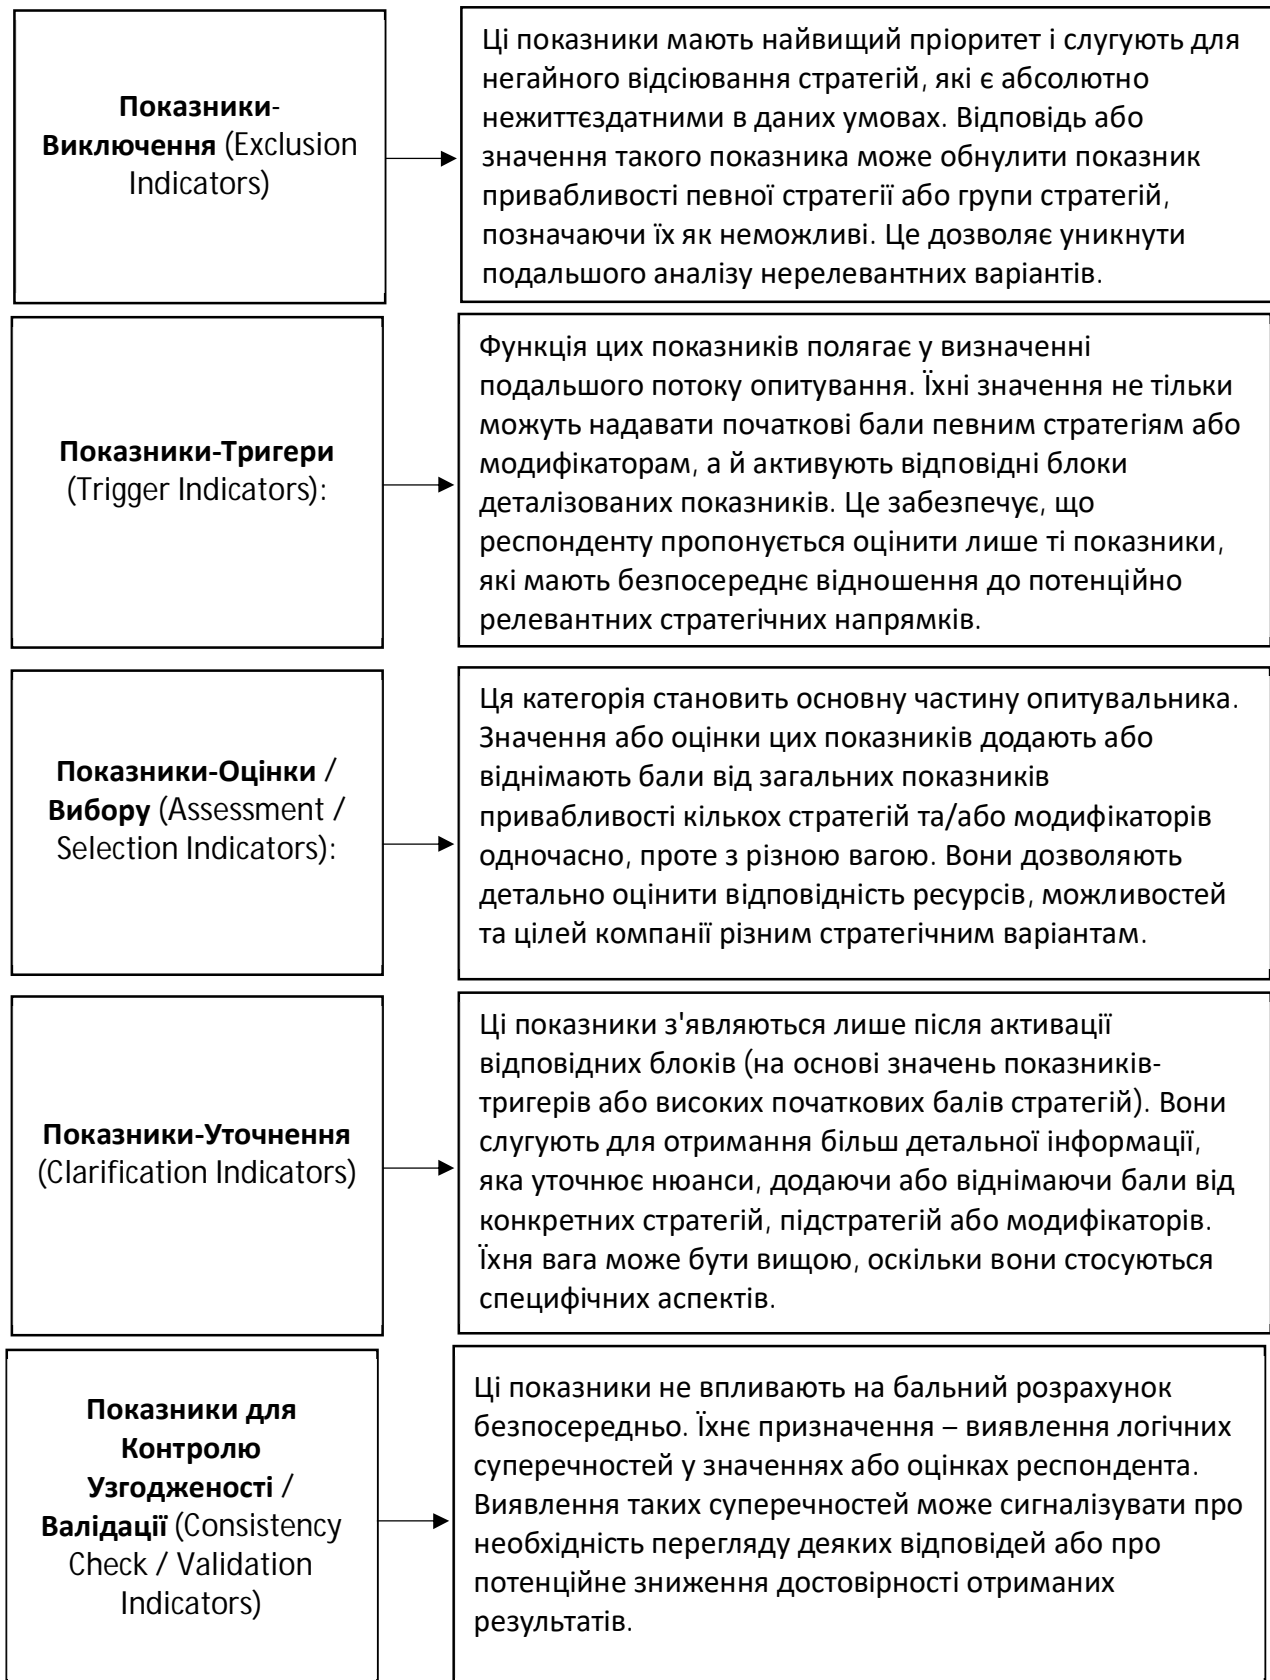 Показники-
Виключення (Exclusion
Indicators)
Ці показники мають найвищий пріоритет і слугують для
негайного відсіювання стратегій, які є абсолютно
нежиттєздатними в даних умовах. Відповідь або
значення такого показника може обнулити показник
привабливості певної стратегії або групи стратегій,
позначаючи їх як неможливі. Це дозволяє уникнути
подальшого аналізу нерелевантних варіантів.
Показники-Тригери
(Trigger Indicators):
Функція цих показників полягає у визначенні
подальшого потоку опитування. Їхні значення не тільки
можуть надавати початкові бали певним стратегіям або
модифікаторам, а й активують відповідні блоки
деталізованих показників. Це забезпечує, що
респонденту пропонується оцінити лише ті показники,
які мають безпосереднє відношення до потенційно
релевантних стратегічних напрямків.
Показники-Оцінки /
Вибору (Assessment /
Selection Indicators):
Ця категорія становить основну частину опитувальника.
Значення або оцінки цих показників додають або
віднімають бали від загальних показників
привабливості кількох стратегій та/або модифікаторів
одночасно, проте з різною вагою. Вони дозволяють
детально оцінити відповідність ресурсів, можливостей
та цілей компанії різним стратегічним варіантам.
Показники-Уточнення
(Clarification Indicators)
Ці показники з'являються лише після активації
відповідних блоків (на основі значень показників-
тригерів або високих початкових балів стратегій). Вони
слугують для отримання більш детальної інформації,
яка уточнює нюанси, додаючи або віднімаючи бали від
конкретних стратегій, підстратегій або модифікаторів.
Їхня вага може бути вищою, оскільки вони стосуються
специфічних аспектів.
Показники для
Контролю
Узгодженості /
Валідації (Consistency
Check / Validation
Indicators)
Ці показники не впливають на бальний розрахунок
безпосередньо. Їхнє призначення – виявлення логічних
суперечностей у значеннях або оцінках респондента.
Виявлення таких суперечностей може сигналізувати про
необхідність перегляду деяких відповідей або про
потенційне зниження достовірності отриманих
результатів.